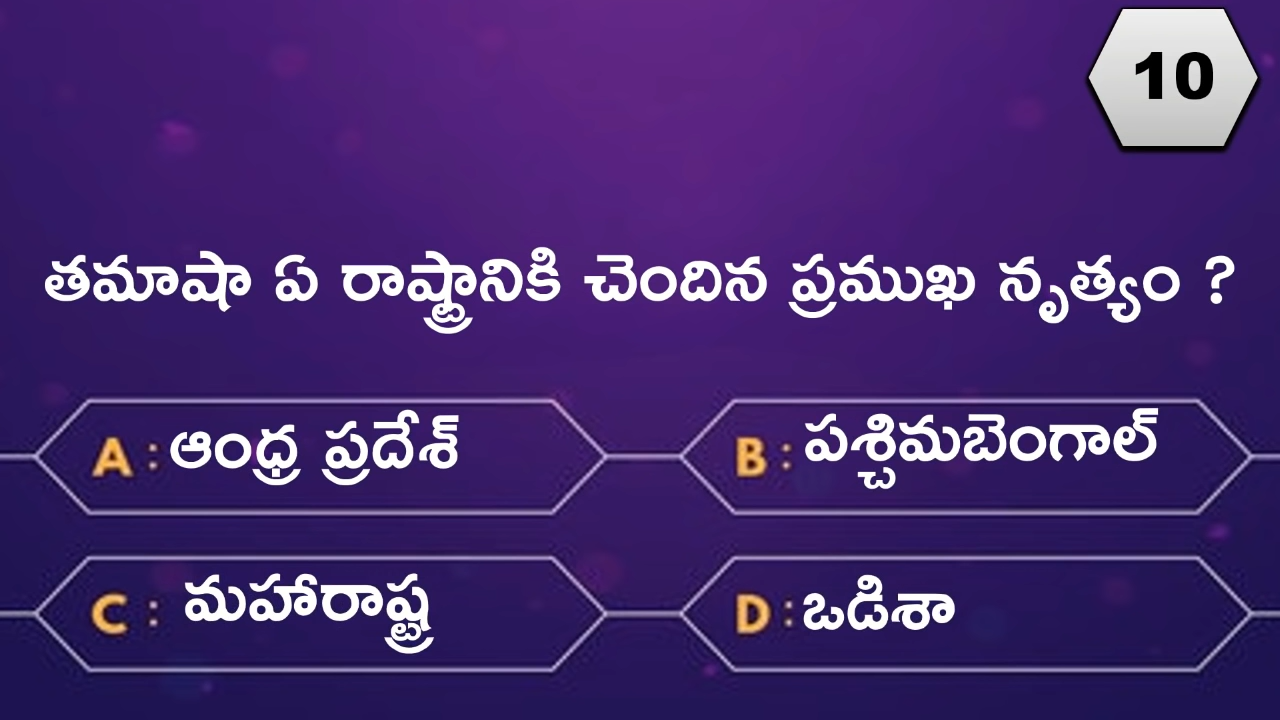 10
తమాషా ఏ రాష్ట్రానికి చెందిన ప్రముఖ నృత్యం ?
A : ఆంధ్ర ప్రదేశ్
B : పశ్చిమబెంగాల్
C : మహారాష్ట్ర
D : ఒడిశా